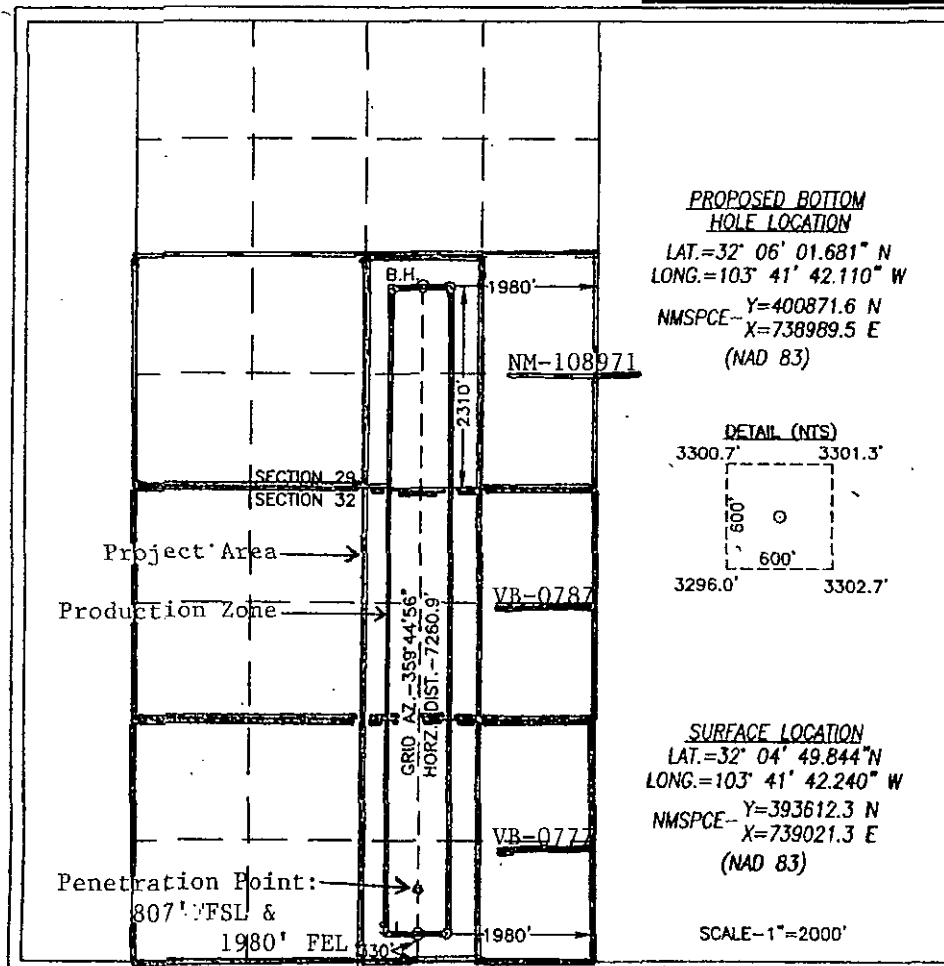 PROPOSED BOTTOM
HOLE LOCATION
LAT.=32° 06' 01.681" N
LONG.=103° 41' 42.110" W
NMSPCE- Y=400871.6 N
X=738989.5 E
(NAD 83)
B.H.
1980'
2310'
NM-108971
DETAIL (NTS)
3300.7' 3301.3'
600'
600'
3296.0' 3302.7'
SECTION 29
SECTION 32
Project Area
Production Zone
VB-0787
GRID AZ.-359°44'56"
HORZ. DIST.-7260.9'
SURFACE LOCATION
LAT.=32° 04' 49.844"N
LONG.=103° 41' 42.240" W
NMSPCE- Y=393612.3 N
X=739021.3 E
(NAD 83)
VB-0777
Penetration Point:
807' FSL &
1980' FEL
330'
1980'
SCALE-1"=2000'